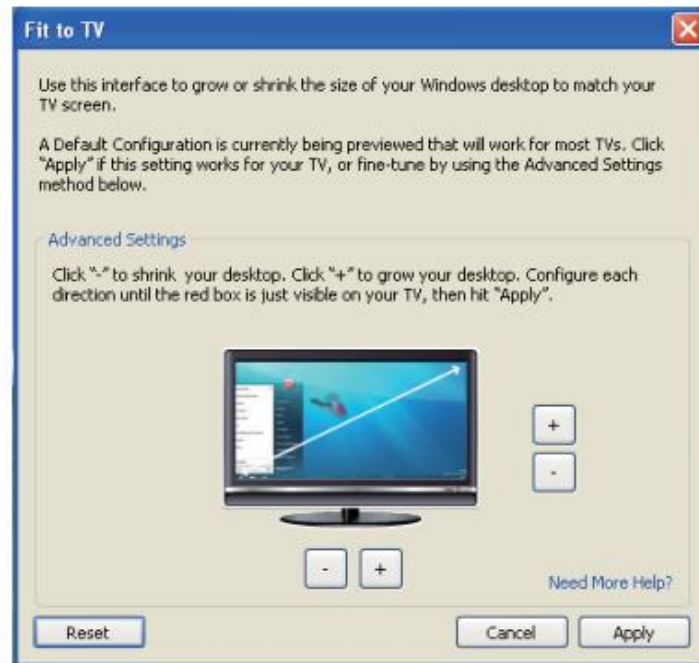 Fit to TV
Use this interface to grow or shrink the size of your Windows desktop to match your
TV screen.
A Default Configuration is currently being previewed that will work for most TVs. Click
"Apply" if this setting works for your TV, or fine-tune by using the Advanced Settings
method below.
Advanced Settings
Click "-" to shrink your desktop. Click "+" to grow your desktop. Configure each
direction until the red box is just visible on your TV, then hit "Apply".
+
-
- +
Need More Help?
Reset Cancel Apply